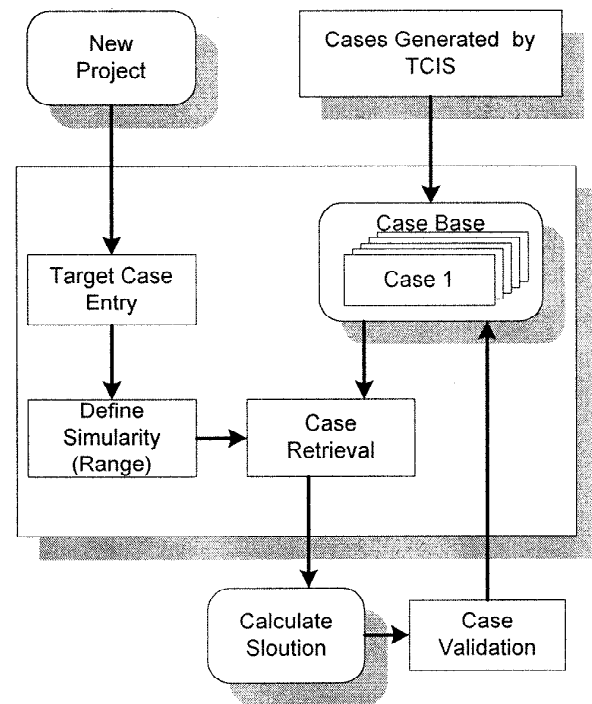 New
Project
Cases Generated by
TCIS
Case Base
Case 1
Target Case
Entry
Define
Simularity
(Range)
Case
Retrieval
Calculate
Sloution
Case
Validation